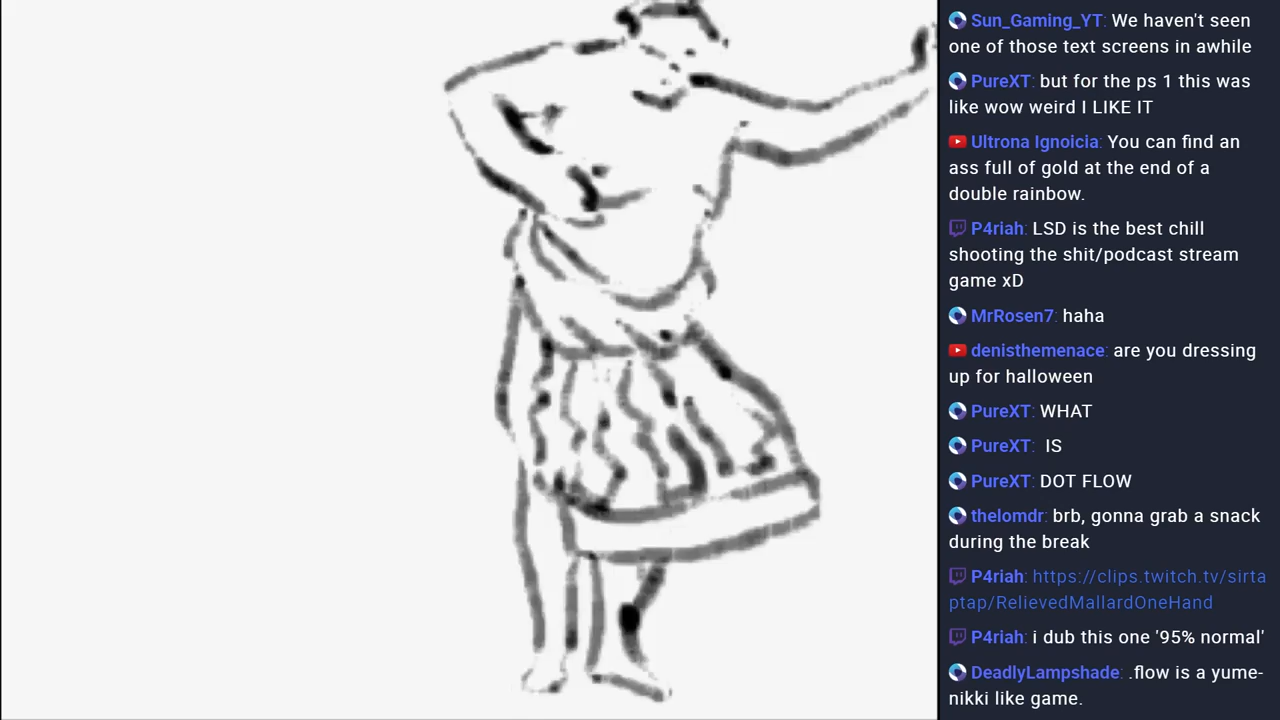 Sun_Gaming_YT: We haven't seen
one of those text screens in awhile
PureXT: but for the ps 1 this was
like wow weird I LIKE IT
Ultrona Ignoicia: You can find an
ass full of gold at the end of a
double rainbow.
P4riah: LSD is the best chill
shooting the shit/podcast stream
game xD
MrRosen7: haha
denisthemenace: are you dressing
up for halloween
PureXT: WHAT
PureXT: IS
PureXT: DOT FLOW
thelomdr: brb, gonna grab a snack
during the break
P4riah: https://clips.twitch.tv/sirta
ptap/RelievedMallardOneHand
P4riah: i dub this one '95% normal'
DeadlyLampshade: .flow is a yume-
nikki like game.